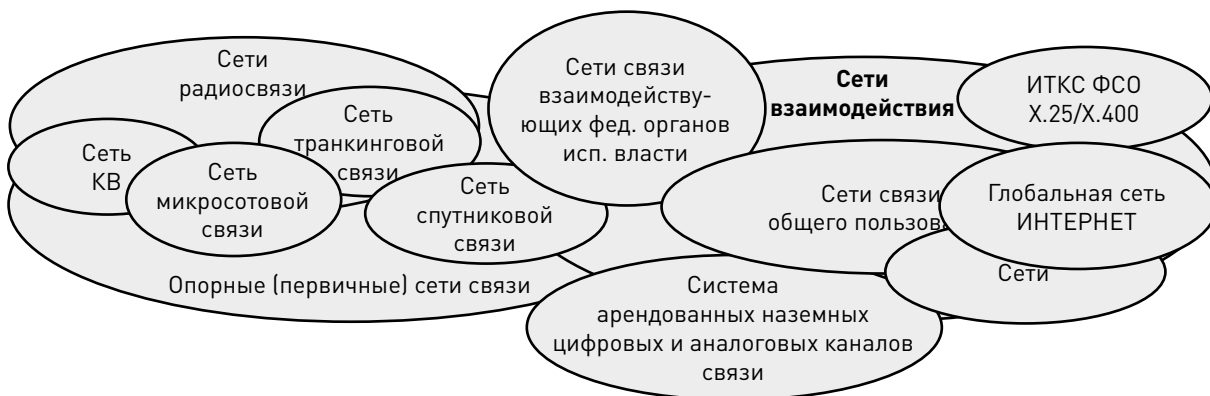 Сети
радиосвязи
Сеть
транкинговой
связи
Сеть
КВ
Сеть
микросотовой
связи
Сеть
спутниковой
связи
Опорные (первичные) сети связи
Сети связи
взаимодейству-
ющих фед. органов
исп. власти
Сети
взаимодействия
ИТКС ФСО
X.25/X.400
Сети связи
общего пользов
Глобальная сеть
ИНТЕРНЕТ
Сети
Система
арендованных наземных
цифровых и аналоговых каналов
связи